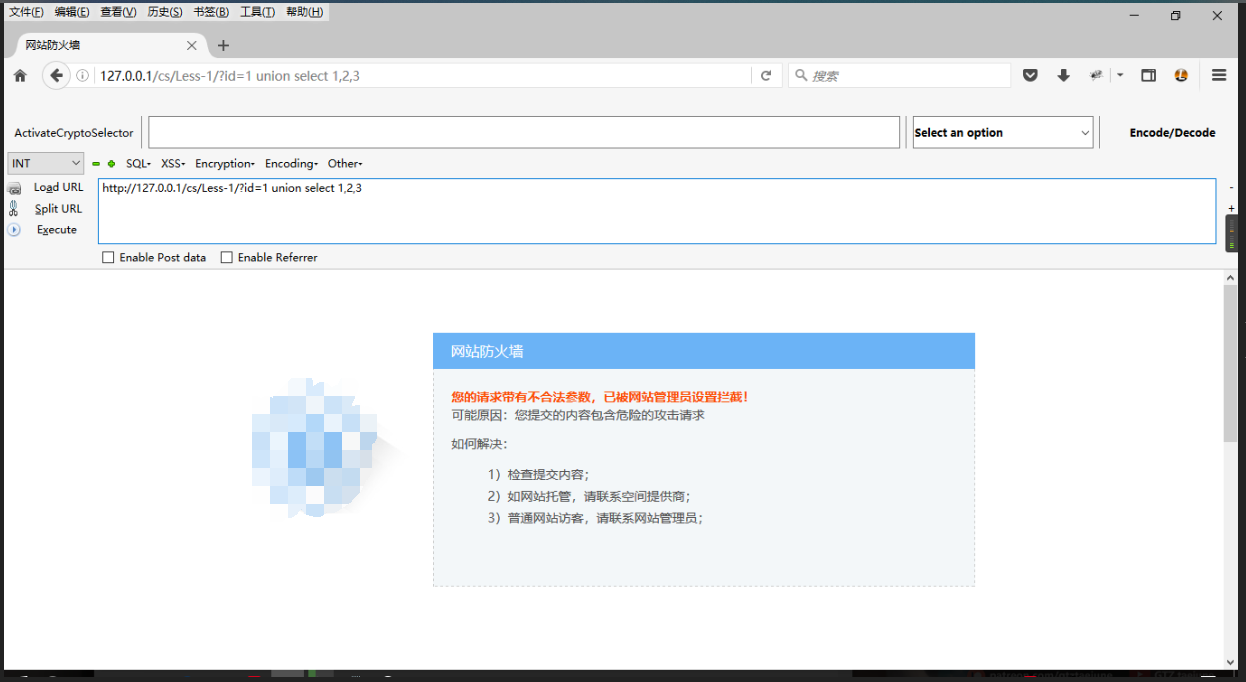 文件(F) 编辑(E) 查看(V) 历史(S) 书签(B) 工具(T) 帮助(H)
网站防火墙
127.0.0.1/cs/Less-1/?id=1 union select 1,2,3
搜索
ActivateCryptoSelector
Select an option
Encode/Decode
INT
SQL- XSS- Encryption- Encoding- Other-
Load URL
http://127.0.0.1/cs/Less-1/?id=1 union select 1,2,3
Split URL
Execute
Enable Post data Enable Referrer
网站防火墙
您的请求带有不合法参数，已被网站管理员设置拦截！
可能原因：您提交的内容包含危险的攻击请求
如何解决：
1）检查提交内容；
2）如网站托管，请联系空间提供商；
3）普通网站访客，请联系网站管理员；